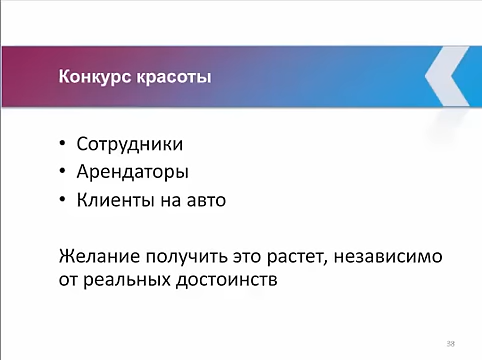 Конкурс красоты
• Сотрудники
• Арендаторы
• Клиенты на авто
Желание получить это растет, независимо
от реальных достоинств
38